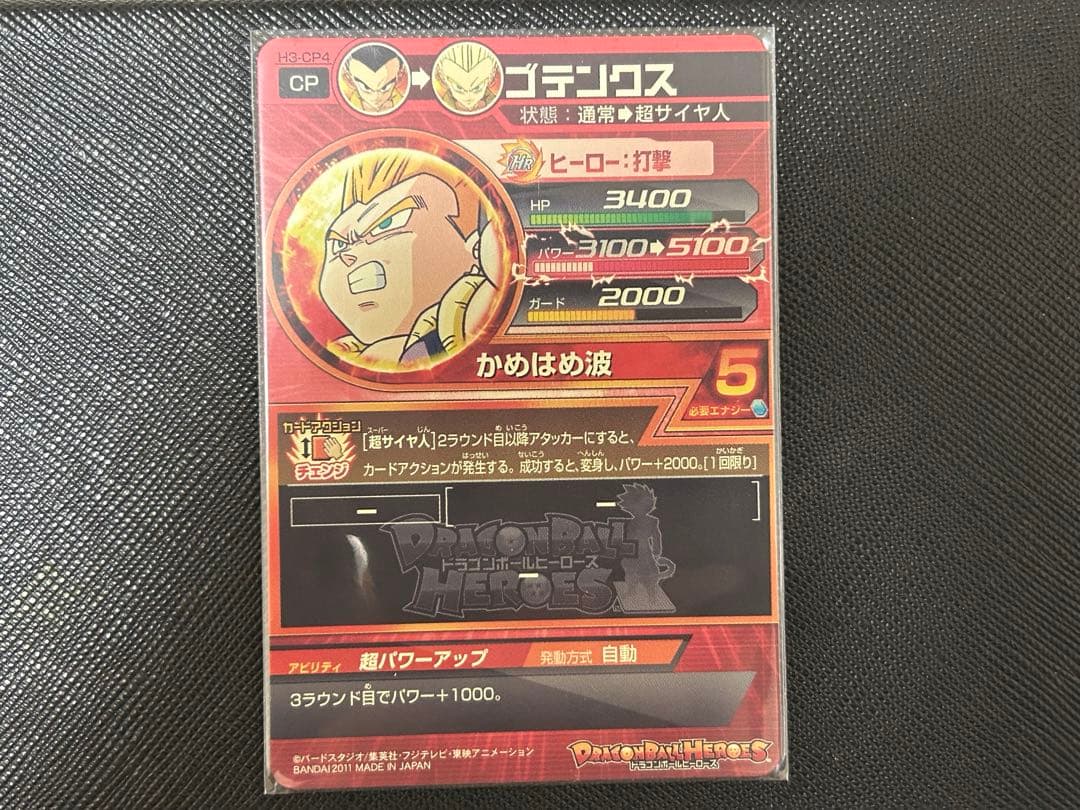 H3-CP4
CP
ゴテンクス
状態：通常➡超サイヤ人
HR ヒーロー：打撃
HP 3400
パワー 3100➡5100
ガード 2000
かめはめ波
5
必要エナジー
カードアクション
チェンジ
[超サイヤ人]2ラウンド目以降アタッカーにすると、
カードアクションが発生する。成功すると、変身し、パワー+2000。[1回限り]
DRAGON BALL
ドラゴンボールヒーローズ
HEROES
アビリティ 超パワーアップ 発動方式 自動
3ラウンド目でパワー+1000。
©バードスタジオ/集英社・フジテレビ・東映アニメーション
BANDAI 2011 MADE IN JAPAN
DRAGON BALL HEROES
ドラゴンボールヒーローズ